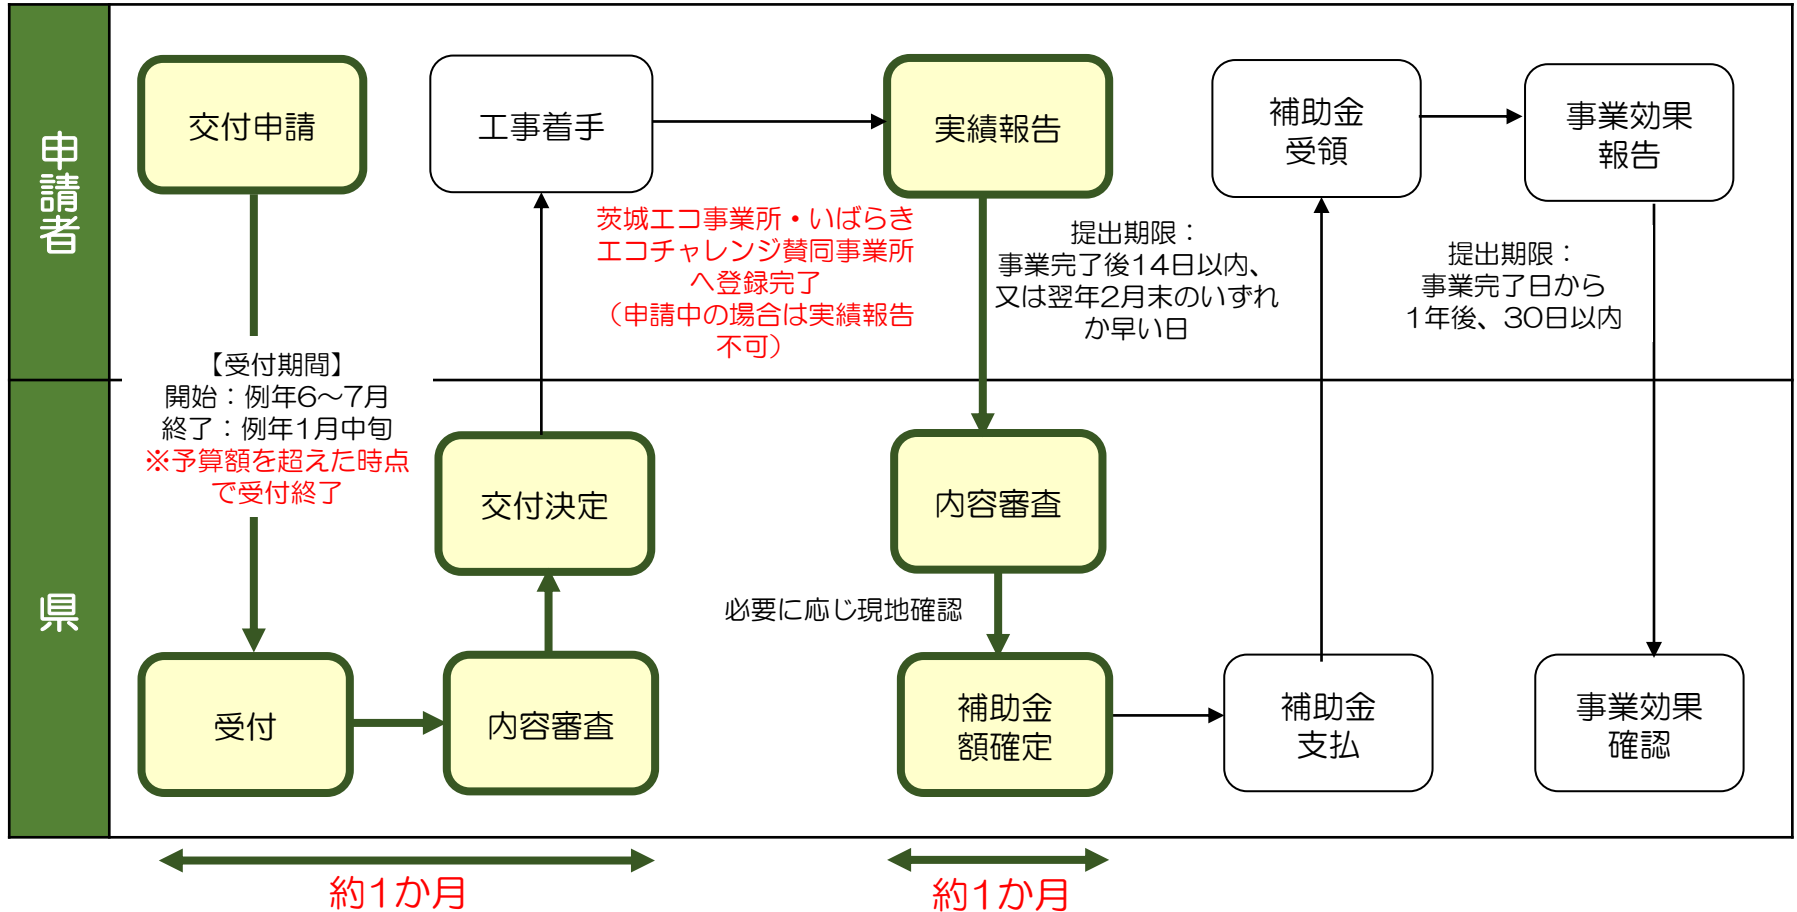 申請者
交付申請
工事着手
実績報告
補助金
受領
事業効果
報告
茨城エコ事業所・いばらき
エコチャレンジ賛同事業所
へ登録完了
（申請中の場合は実績報告
不可）
提出期限：
事業完了後14日以内、
又は翌年2月末のいずれ
か早い日
提出期限：
事業完了日から
1年後、30日以内
【受付期間】
開始：例年6～7月
終了：例年1月中旬
※予算額を超えた時点
で受付終了
県
交付決定
内容審査
必要に応じ現地確認
受付
内容審査
補助金
額確定
補助金
支払
事業効果
確認
約1か月
約1か月